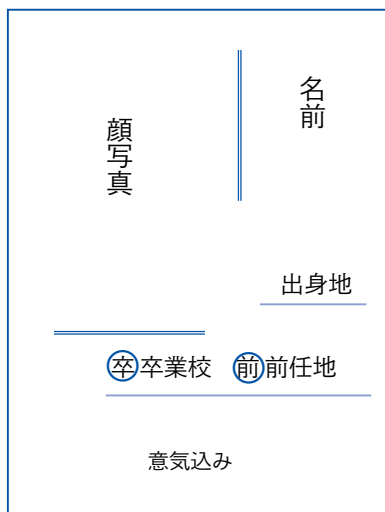 名前
顔写真
出身地
卒卒業校 前前任地
意気込み